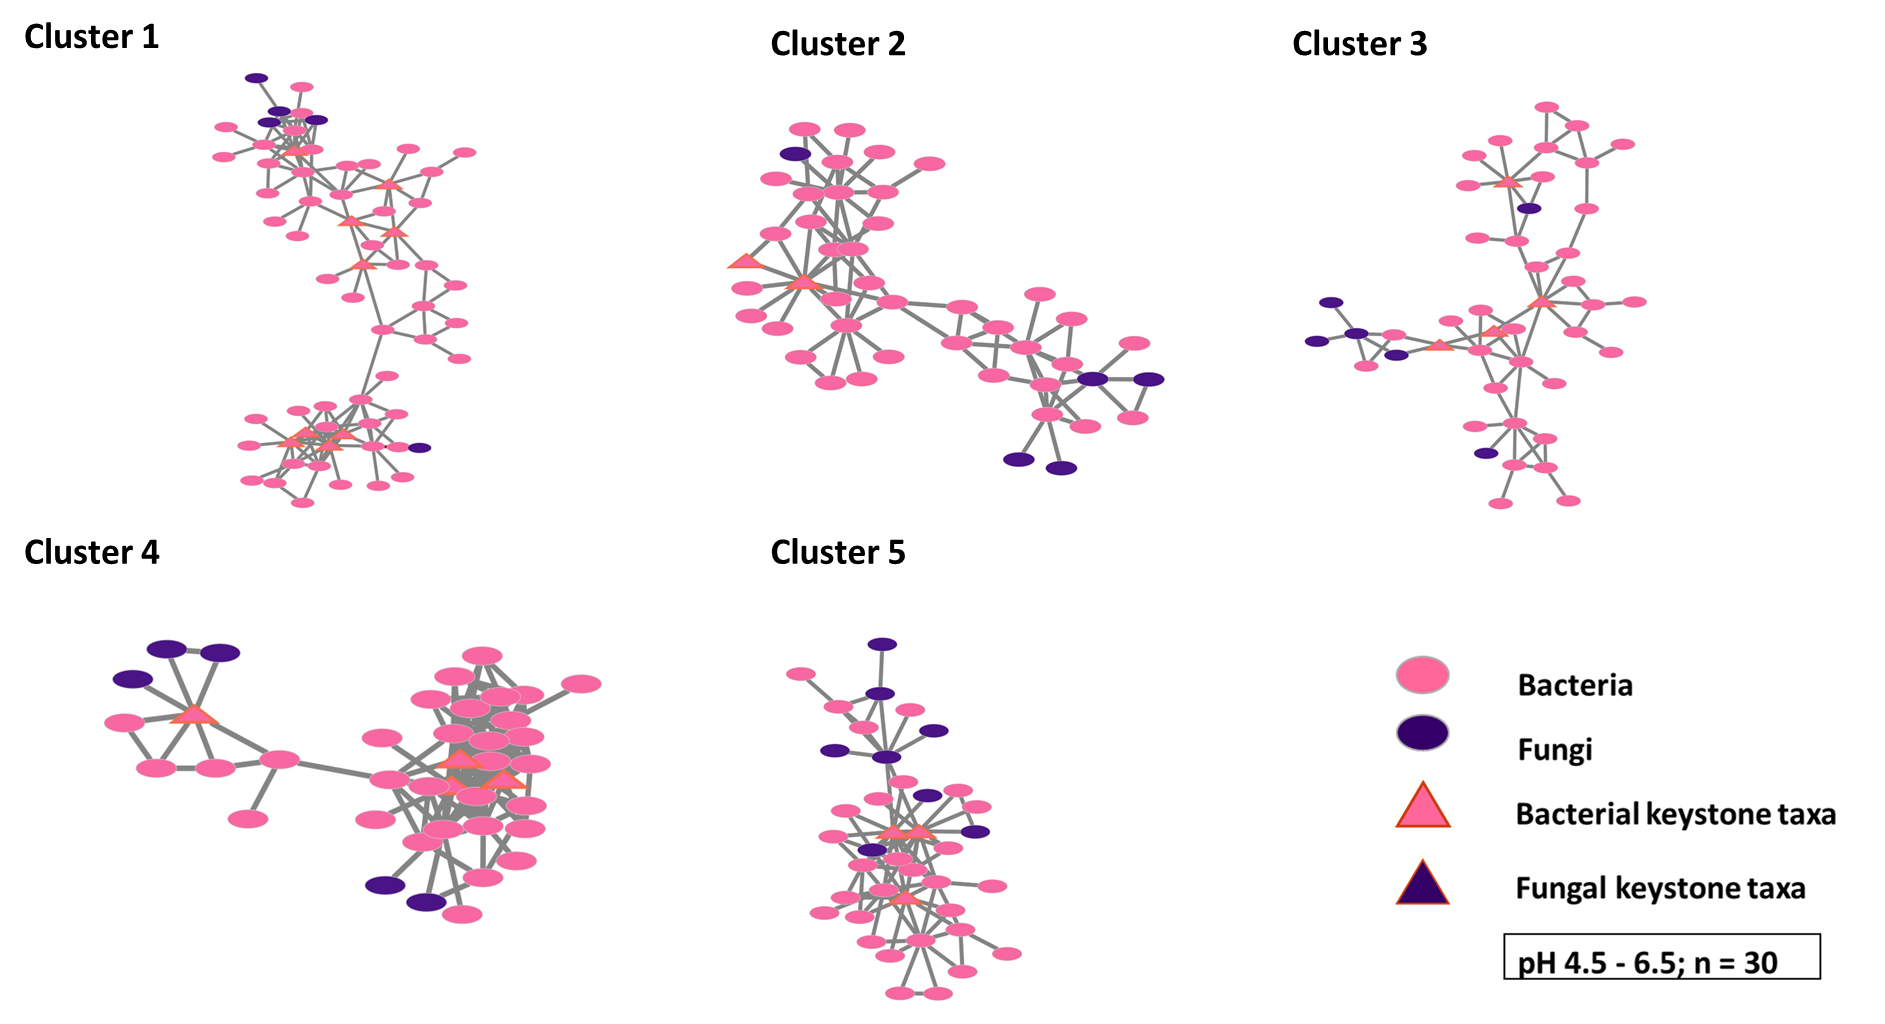 Cluster 1
Cluster 2
Cluster 3
Cluster 4
Cluster 5
Bacteria
Fungi
Bacterial keystone taxa
Fungal keystone taxa
pH 4.5 - 6.5; n = 30